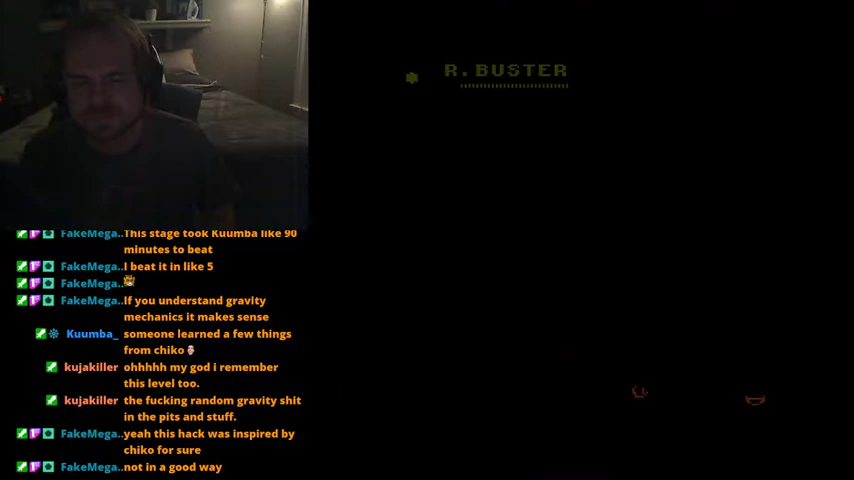 R.BUSTER
FakeMega.. This stage took Kuumba like 90
minutes to beat
FakeMega.. I beat it in like 5
FakeMega..
FakeMega.. If you understand gravity
mechanics it makes sense
Kuumba_ someone learned a few things
from chiko
kujakiller ohhhhh my god i remember
this level too.
kujakiller the fucking random gravity shit
in the pits and stuff.
FakeMega.. yeah this hack was inspired by
chiko for sure
FakeMega.. not in a good way